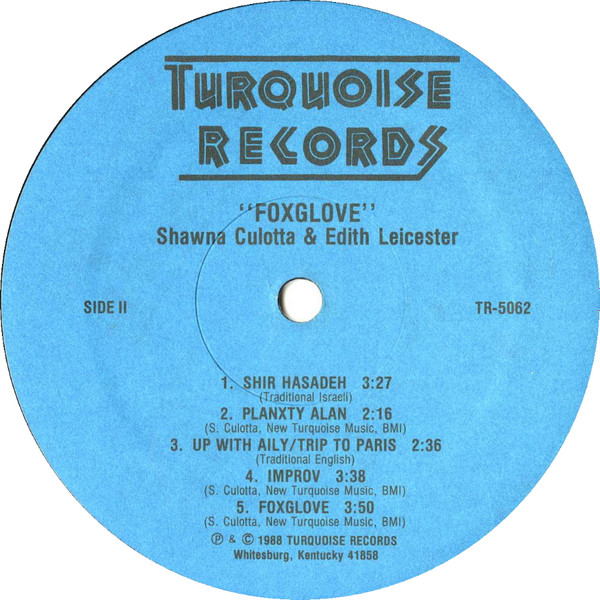 TURQUOISE
RECORDS
"FOXGLOVE"
Shawna Culotta & Edith Leicester
SIDE II
TR-5062
1. SHIR HASADEH 3:27
(Traditional Israeli)
2. PLANXTY ALAN 2:16
(S. Culotta, New Turquoise Music, BMI)
3. UP WITH AILY/TRIP TO PARIS 2:36
(Traditional English)
4. IMPROV 3:38
(S. Culotta, New Turquoise Music, BMI)
5. FOXGLOVE 3:50
(S. Culotta, New Turquoise Music, BMI)
℗ & © 1988 TURQUOISE RECORDS
Whitesburg, Kentucky 41858